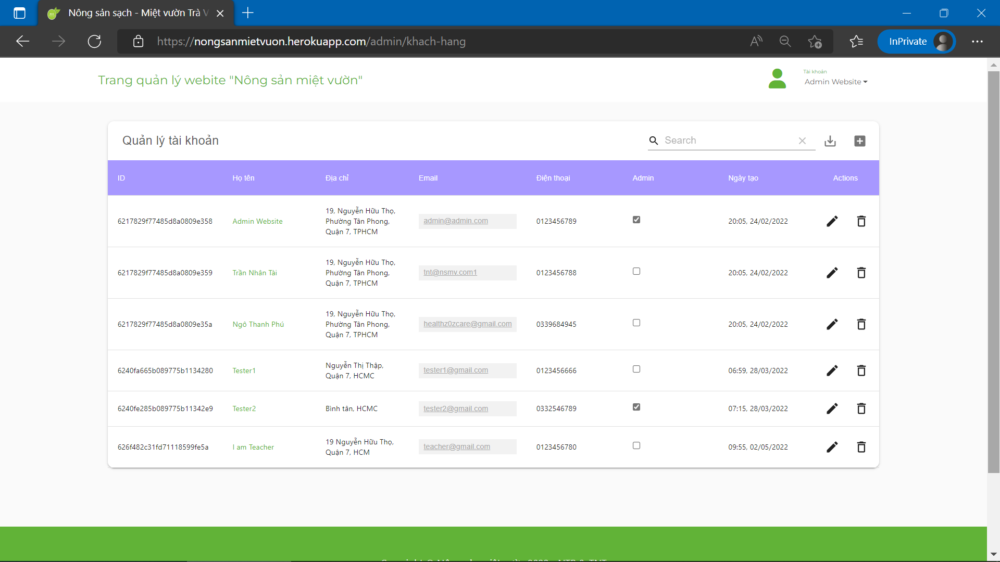 Nông sản sạch - Miệt vườn Trà V
https://nongsanmietvuon.herokuapp.com/admin/khach-hang
InPrivate
Trang quản lý webite "Nông sản miệt vườn"
Tài khoản
Admin Website
Quản lý tài khoản
Search
ID Họ tên Địa chỉ Email Điện thoại Admin Ngày tạo Actions
19, Nguyễn Hữu Thọ,
6217829f77485d8a0809e358 Admin Website Phường Tân Phong, admin@admin.com 0123456789 20:05, 24/02/2022
Quận 7, TPHCM
19, Nguyễn Hữu Thọ,
6217829f77485d8a0809e359 Trần Nhân Tài Phường Tân Phong, tnt@nsmv.com1 0123456788 20:05, 24/02/2022
Quận 7, TPHCM
19, Nguyễn Hữu Thọ,
6217829f77485d8a0809e35a Ngô Thanh Phú Phường Tân Phong, healthz0zcare@gmail.com 0339684945 20:05, 24/02/2022
Quận 7, TPHCM
Nguyễn Thị Thập,
6240fa665b089775b1134280 Tester1 Quận 7, HCMC tester1@gmail.com 0123456666 06:59, 28/03/2022
6240fe285b089775b11342e9 Tester2 Bình tân, HCMC tester2@gmail.com 0332546789 07:15, 28/03/2022
19 Nguyễn Hữu Thọ,
626f482c31fd71118599fe5a I am Teacher Quận 7, HCM teacher@gmail.com 0123456780 09:55, 02/05/2022